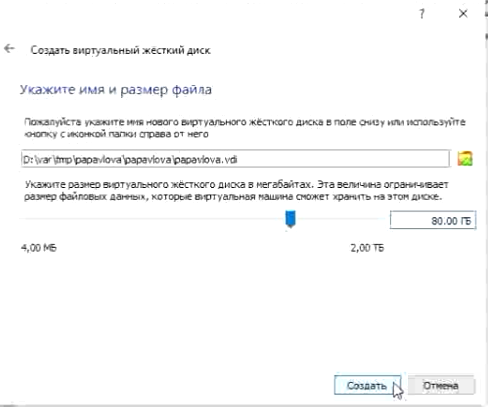 ?
Создать виртуальный жёсткий диск
Укажите имя и размер файла
Пожалуйста укажите имя нового виртуального жёсткого диска в поле снизу или используйте
кнопку с иконкой папки справа от него
D:\var\tmp\papavlova\papavlova\papavlova.vdi
Укажите размер виртуального жёсткого диска в мегабайтах. Эта величина ограничивает
размер файловых данных, которые виртуальная машина сможет хранить на этом диске.
80.00 ГБ
4,00 МБ 2,00 ТБ
Создать Отмена